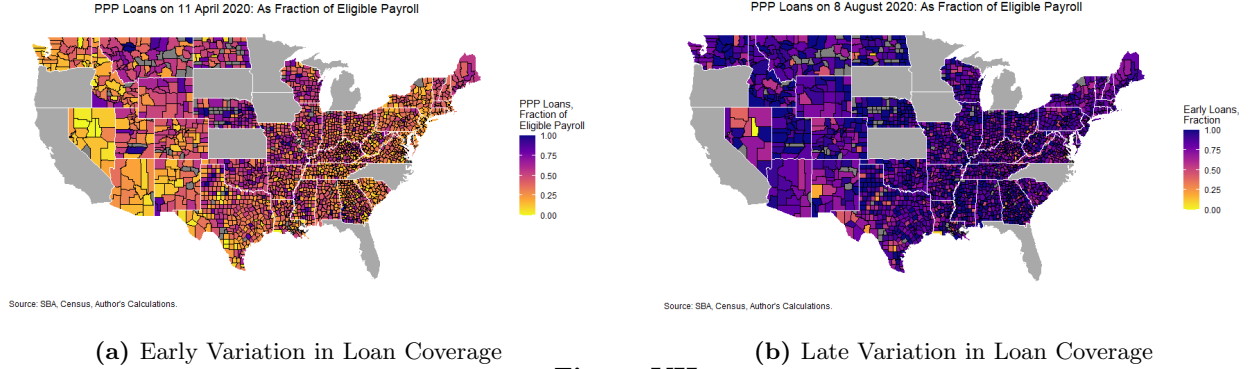 PPP Loans on 11 April 2020: As Fraction of Eligible Payroll
PPP Loans,
Fraction of
Eligible Payroll
1.00
0.75
0.50
0.25
0.00
Source: SBA, Census, Author's Calculations.
(a) Early Variation in Loan Coverage
PPP Loans on 8 August 2020: As Fraction of Eligible Payroll
Early Loans,
Fraction
1.00
0.75
0.50
0.25
0.00
Source: SBA, Census, Author's Calculations.
(b) Late Variation in Loan Coverage